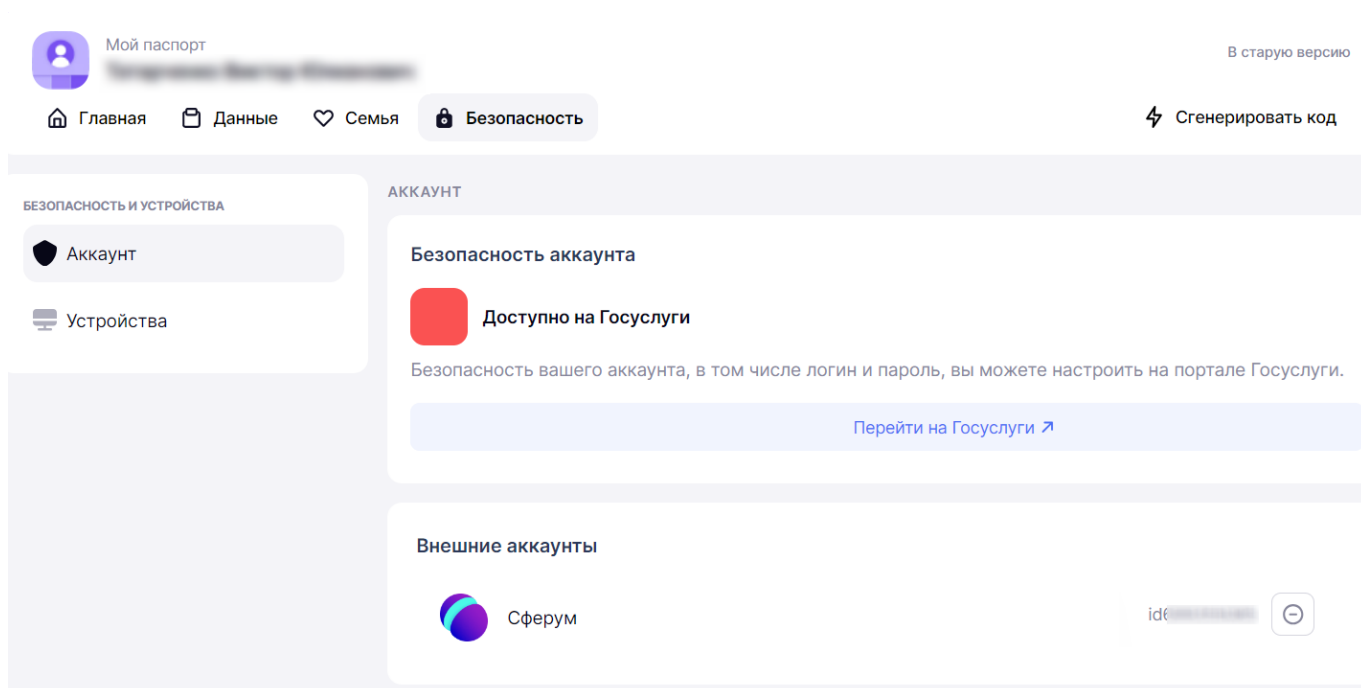 Мой паспорт
В старую версию
Главная Данные Семья Безопасность Сгенерировать код
БЕЗОПАСНОСТЬ И УСТРОЙСТВА
Аккаунт
Устройства
АККАУНТ
Безопасность аккаунта
Доступно на Госуслуги
Безопасность вашего аккаунта, в том числе логин и пароль, вы можете настроить на портале Госуслуги.
Перейти на Госуслуги
Внешние аккаунты
Сферум